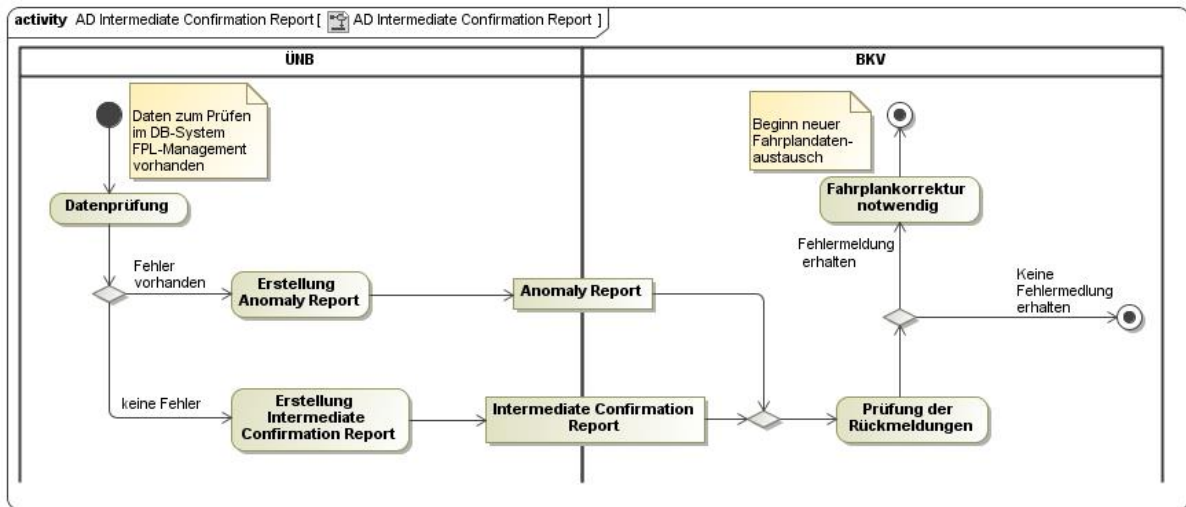 activity AD Intermediate Confirmation Report [ AD Intermediate Confirmation Report ]
ÜNB
BKV
Daten zum Prüfen
im DB-System
FPL-Management
vorhanden
Beginn neuer
Fahrplandaten-
austausch
Datenprüfung
Fahrplankorrektur
notwendig
Fehlermeldung
erhalten
Fehler
vorhanden
Erstellung
Anomaly Report
Anomaly Report
Keine
Fehlermedlung
erhalten
keine Fehler
Erstellung
Intermediate
Confirmation Report
Intermediate Confirmation
Report
Prüfung der
Rückmeldungen